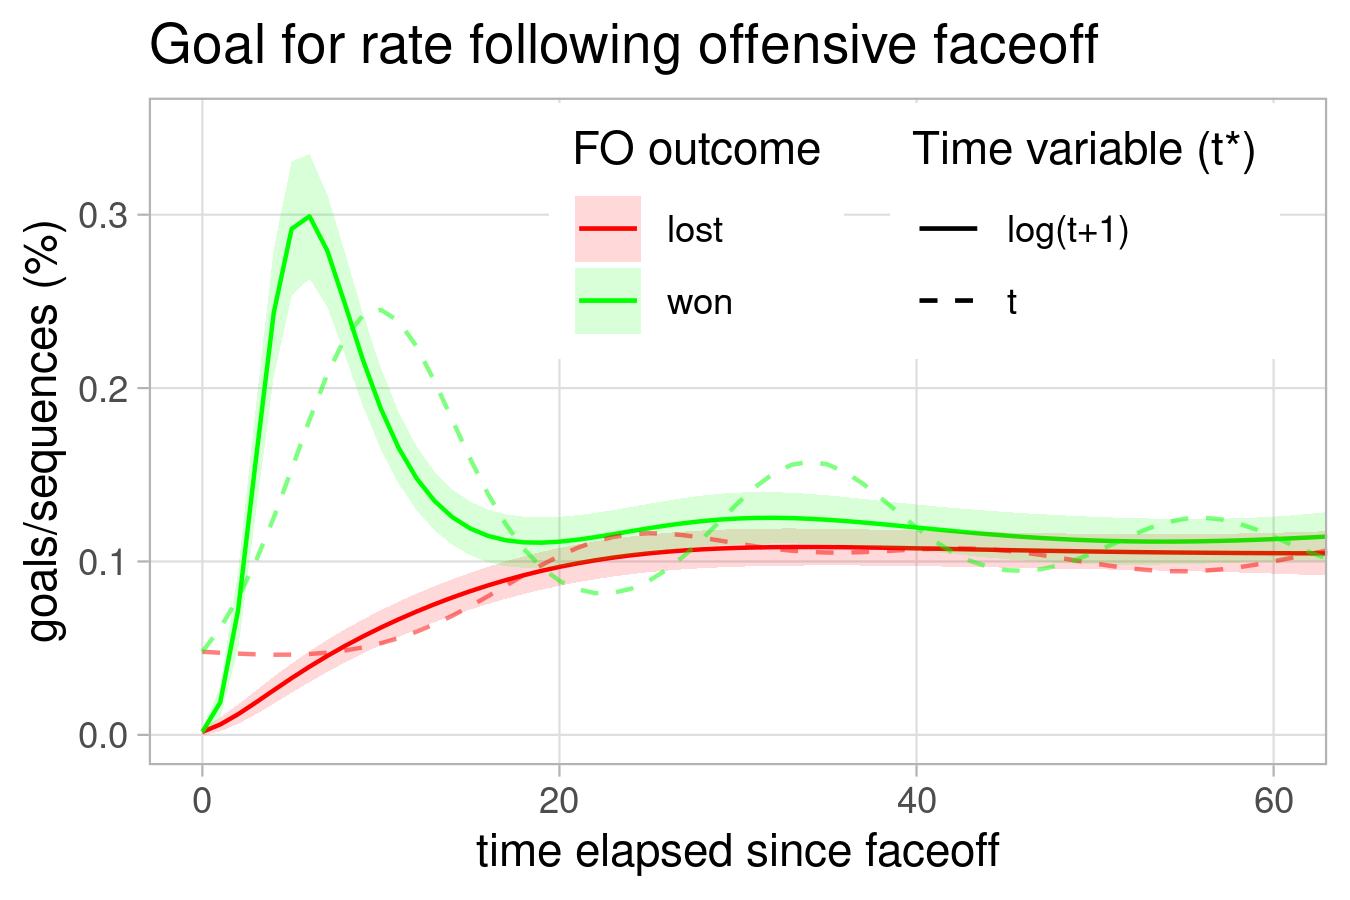 Goal for rate following offensive faceoff
FO outcome
lost
won
Time variable (t*)
log(t+1)
t
goals/sequences (%)
0.3
0.2
0.1
0.0
0 20 40 60
time elapsed since faceoff